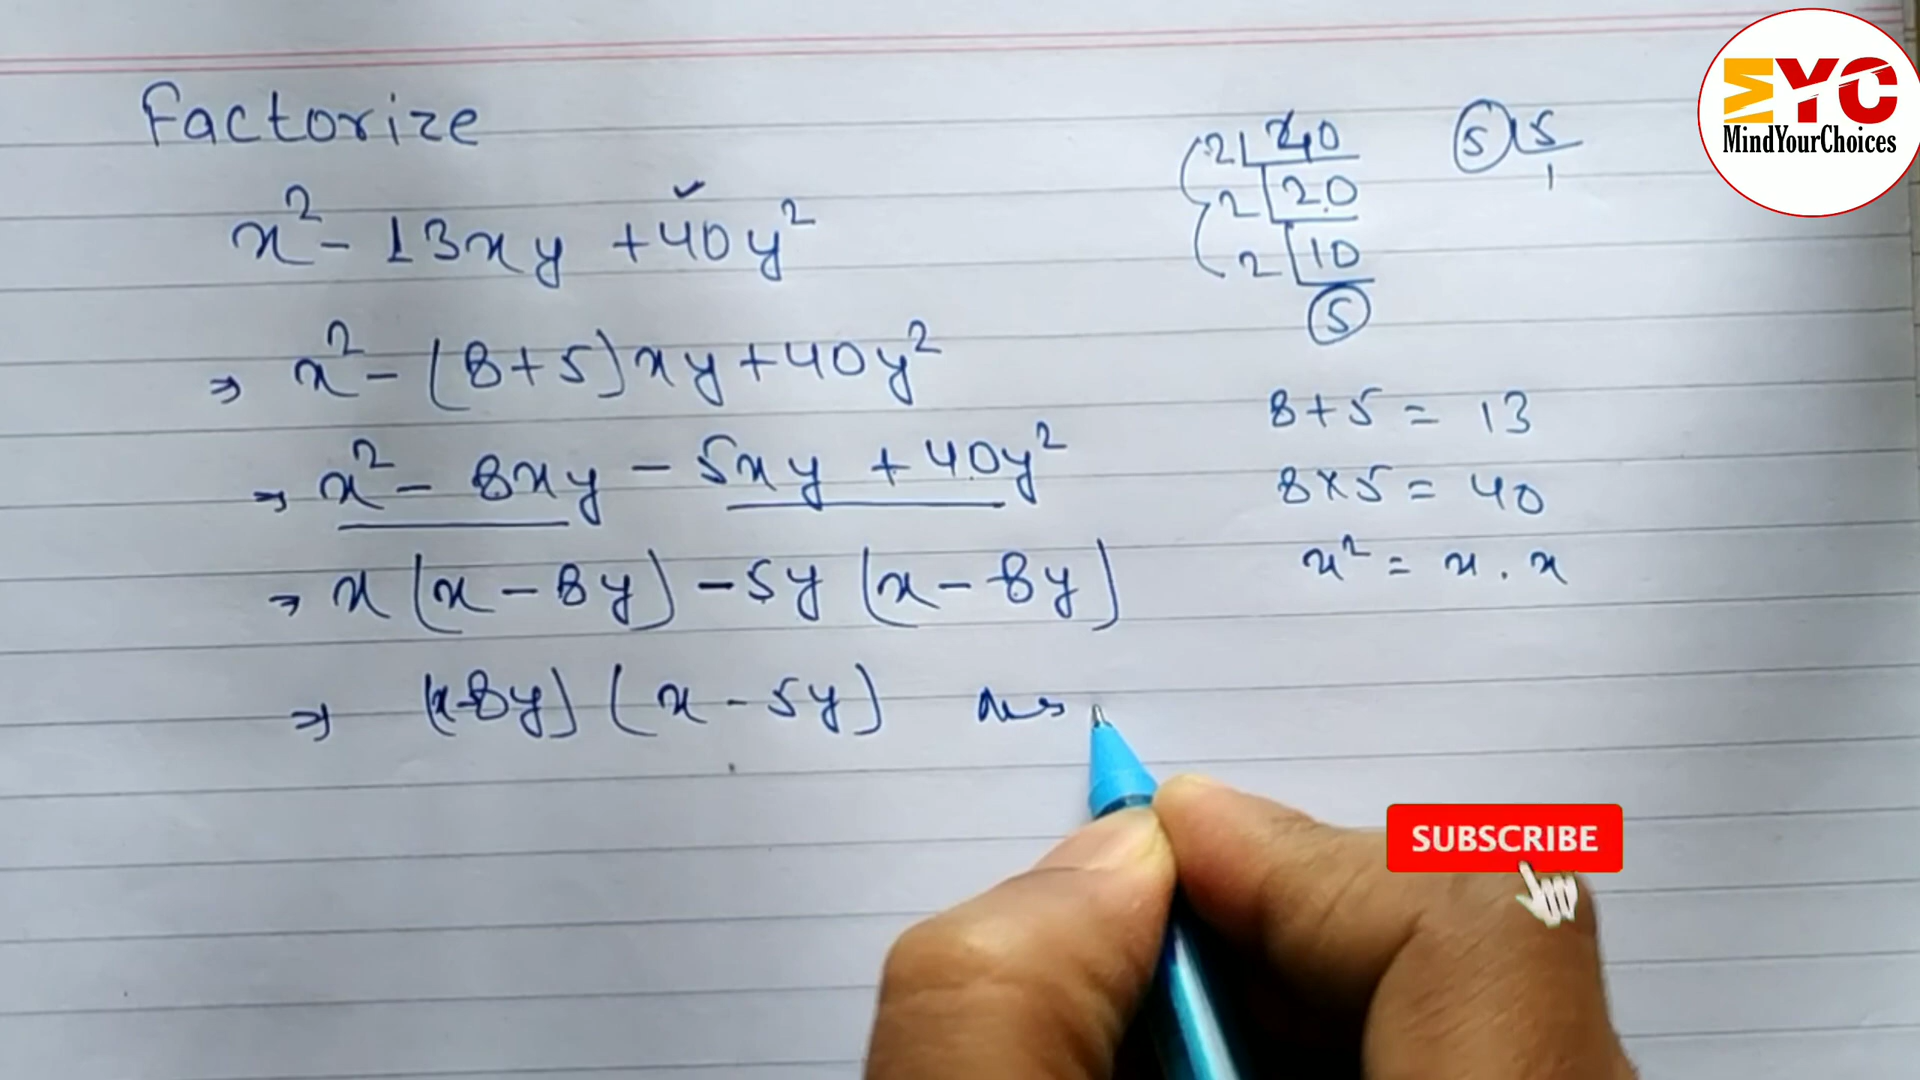 Factorize
x² - 13xy + 40y²
⇒ x² - (8+5)xy + 40y²
⇒ x² - 8xy - 5xy + 40y²
⇒ x(x - 8y) - 5y(x - 8y)
⇒ (x-8y)(x - 5y) Ans
2 | 40
2 | 20
2 | 10
5
5 | 5
1
8 + 5 = 13
8 × 5 = 40
x² = x . x
MYC
MindYourChoices
SUBSCRIBE